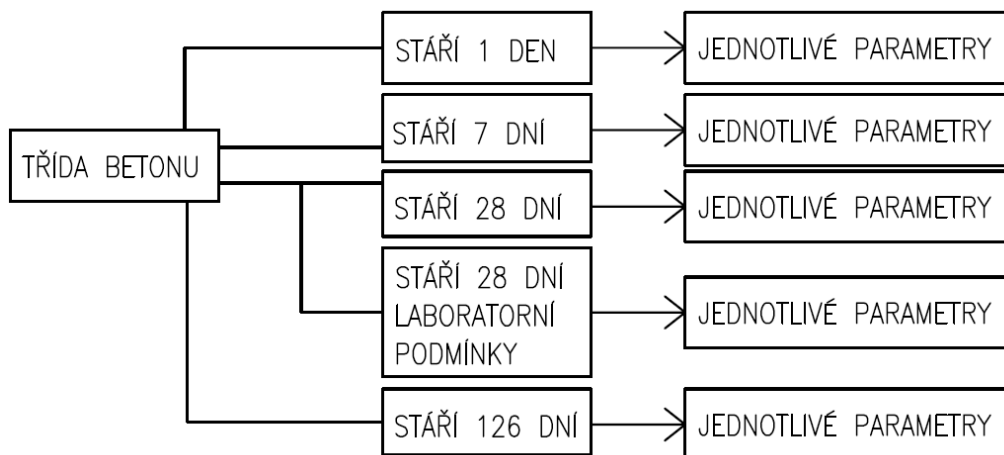 STÁŘÍ 1 DEN
JEDNOTLIVÉ PARAMETRY
STÁŘÍ 7 DNÍ
JEDNOTLIVÉ PARAMETRY
TŘÍDA BETONU
STÁŘÍ 28 DNÍ
JEDNOTLIVÉ PARAMETRY
STÁŘÍ 28 DNÍ
LABORATORNÍ
PODMÍNKY
JEDNOTLIVÉ PARAMETRY
STÁŘÍ 126 DNÍ
JEDNOTLIVÉ PARAMETRY